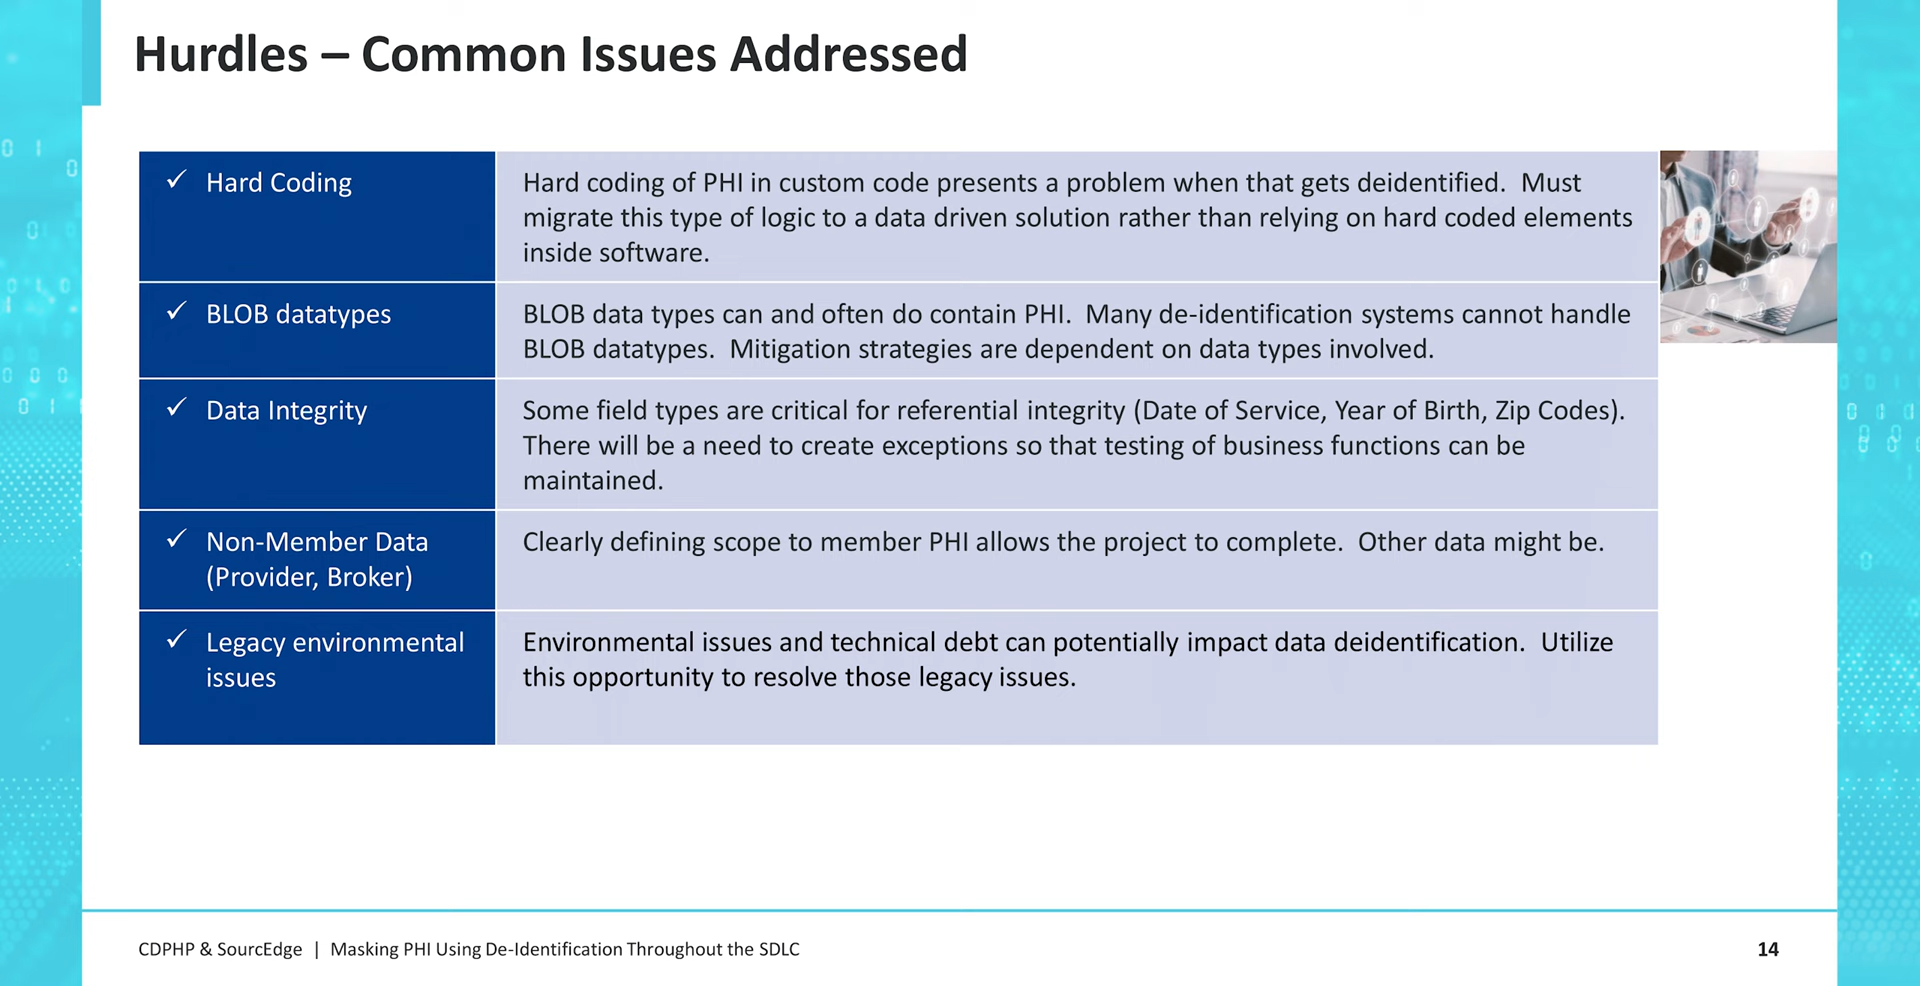 Hurdles – Common Issues Addressed
✓ Hard Coding
Hard coding of PHI in custom code presents a problem when that gets deidentified.  Must
migrate this type of logic to a data driven solution rather than relying on hard coded elements
inside software.
✓ BLOB datatypes
BLOB data types can and often do contain PHI.  Many de-identification systems cannot handle
BLOB datatypes.  Mitigation strategies are dependent on data types involved.
✓ Data Integrity
Some field types are critical for referential integrity (Date of Service, Year of Birth, Zip Codes).
There will be a need to create exceptions so that testing of business functions can be
maintained.
✓ Non-Member Data
(Provider, Broker)
Clearly defining scope to member PHI allows the project to complete.  Other data might be.
✓ Legacy environmental
issues
Environmental issues and technical debt can potentially impact data deidentification.  Utilize
this opportunity to resolve those legacy issues.
CDPHP & SourcEdge | Masking PHI Using De-Identification Throughout the SDLC
14